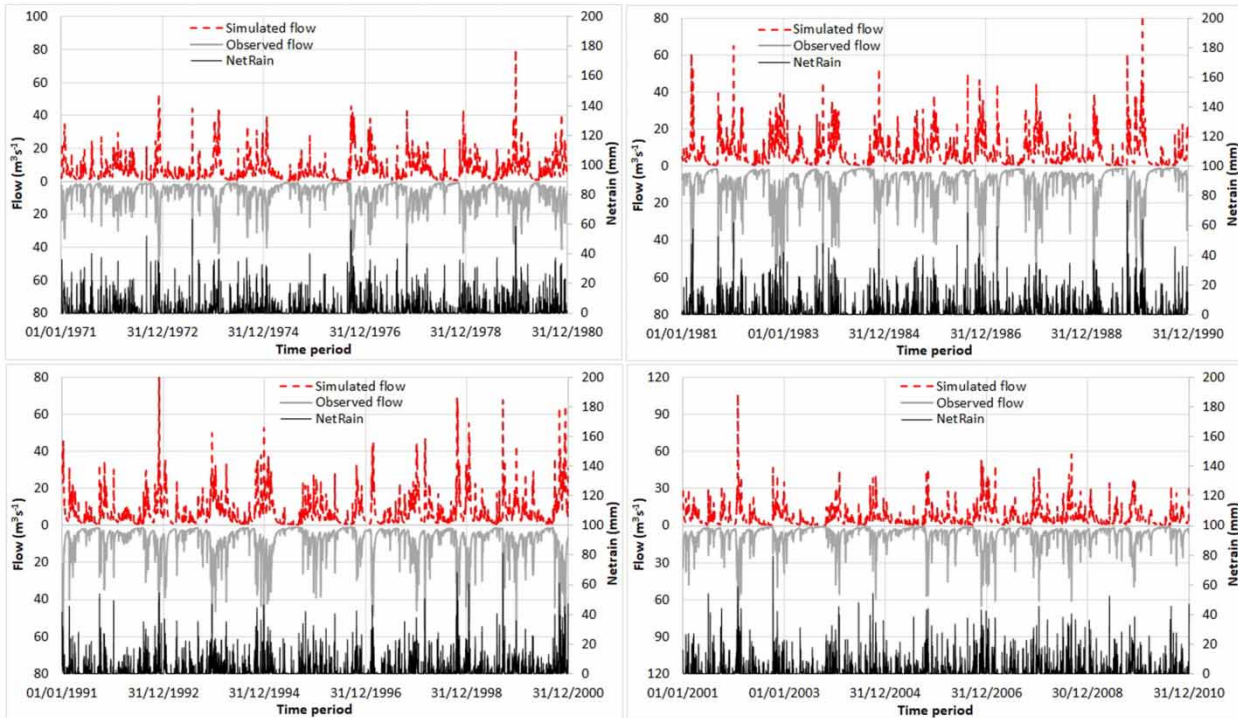 100
80
60
40
20
0
20
40
60
80
Flow (m³s⁻¹)
Simulated flow
Observed flow
NetRain
200
180
160
140
120
100
80
60
40
20
0
Netrain (mm)
01/01/1971 31/12/1972 31/12/1974 31/12/1976 31/12/1978 31/12/1980
Time period
80
60
40
20
0
20
40
60
80
Flow (m³s⁻¹)
Simulated flow
Observed flow
NetRain
200
180
160
140
120
100
80
60
40
20
0
Netrain (mm)
01/01/1981 01/01/1983 31/12/1984 31/12/1986 31/12/1988 31/12/1990
Time period
80
60
40
20
0
20
40
60
80
Flow (m³s⁻¹)
Simulated flow
Observed flow
NetRain
200
180
160
140
120
100
80
60
40
20
0
Netrain (mm)
01/01/1991 31/12/1992 31/12/1994 31/12/1996 31/12/1998 31/12/2000
Time period
120
90
60
30
0
30
60
90
120
Flow (m³s⁻¹)
Simulated flow
Observed flow
NetRain
200
180
160
140
120
100
80
60
40
20
0
Netrain (mm)
01/01/2001 01/01/2003 31/12/2004 31/12/2006 30/12/2008 31/12/2010
Time period